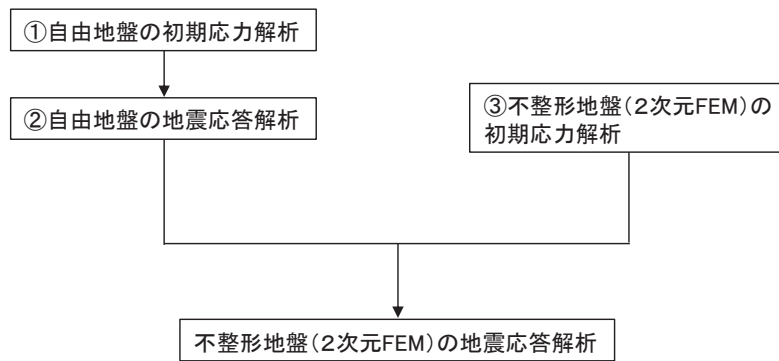 ①自由地盤の初期応力解析
②自由地盤の地震応答解析
③不整形地盤(2次元FEM)の
初期応力解析
不整形地盤(2次元FEM)の地震応答解析